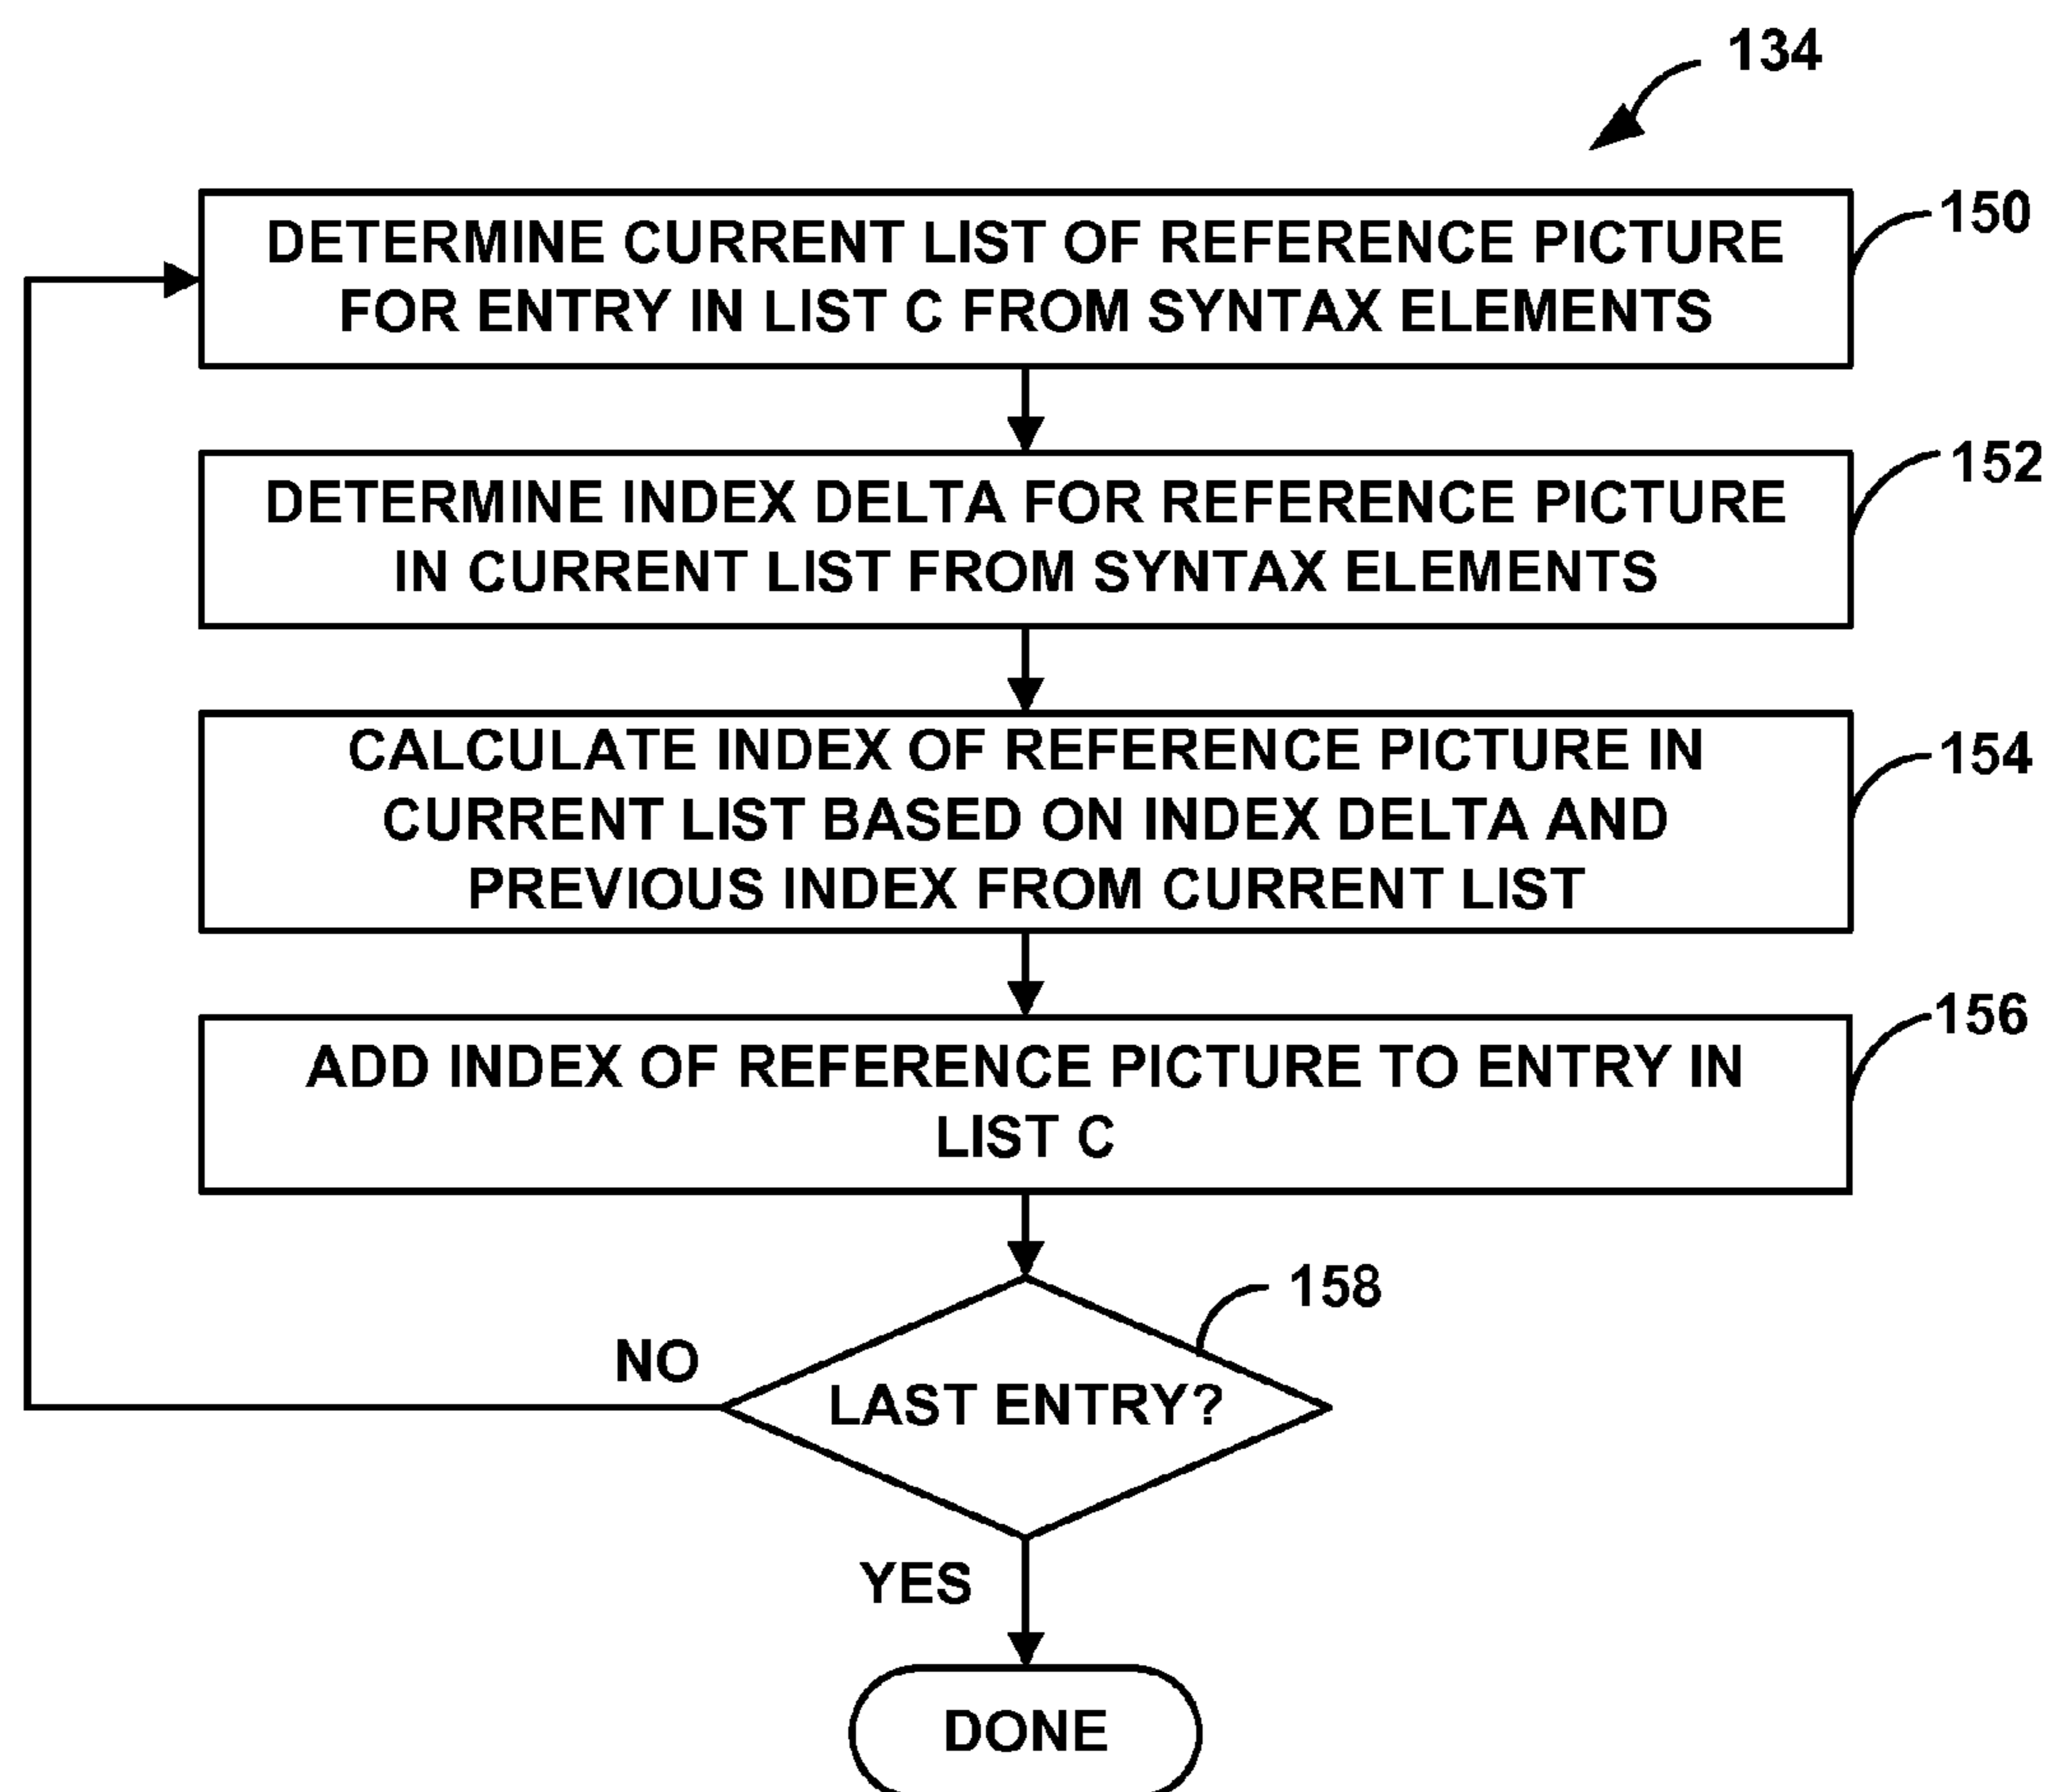 134
DETERMINE CURRENT LIST OF REFERENCE PICTURE
FOR ENTRY IN LIST C FROM SYNTAX ELEMENTS
150
DETERMINE INDEX DELTA FOR REFERENCE PICTURE
IN CURRENT LIST FROM SYNTAX ELEMENTS
152
CALCULATE INDEX OF REFERENCE PICTURE IN
CURRENT LIST BASED ON INDEX DELTA AND
PREVIOUS INDEX FROM CURRENT LIST
154
ADD INDEX OF REFERENCE PICTURE TO ENTRY IN
LIST C
156
158
NO
LAST ENTRY?
YES
DONE